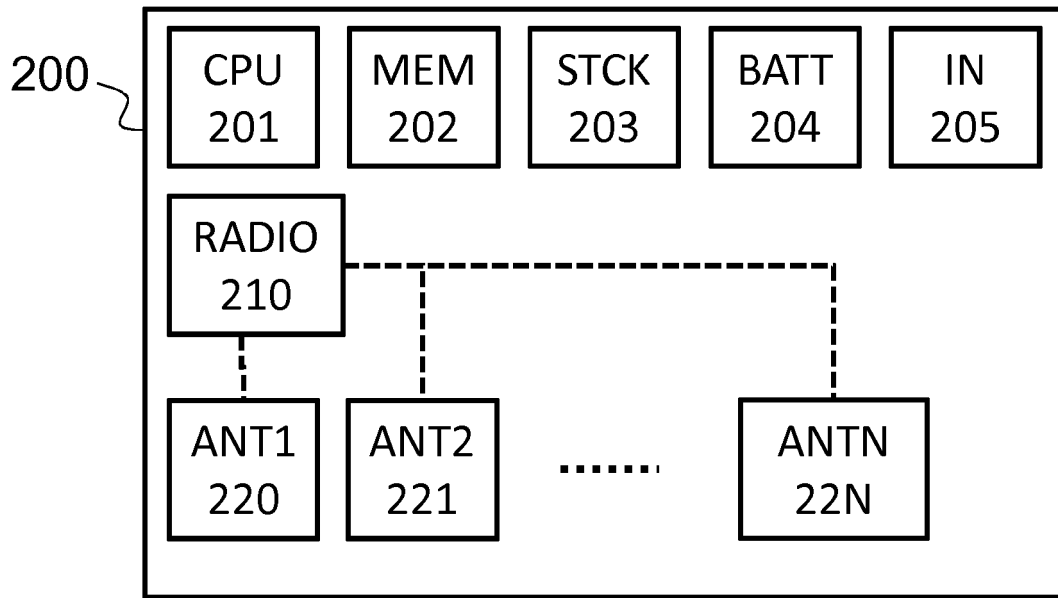 200
CPU
201
MEM
202
STCK
203
BATT
204
IN
205
RADIO
210
ANT1
220
ANT2
221
ANTN
22N